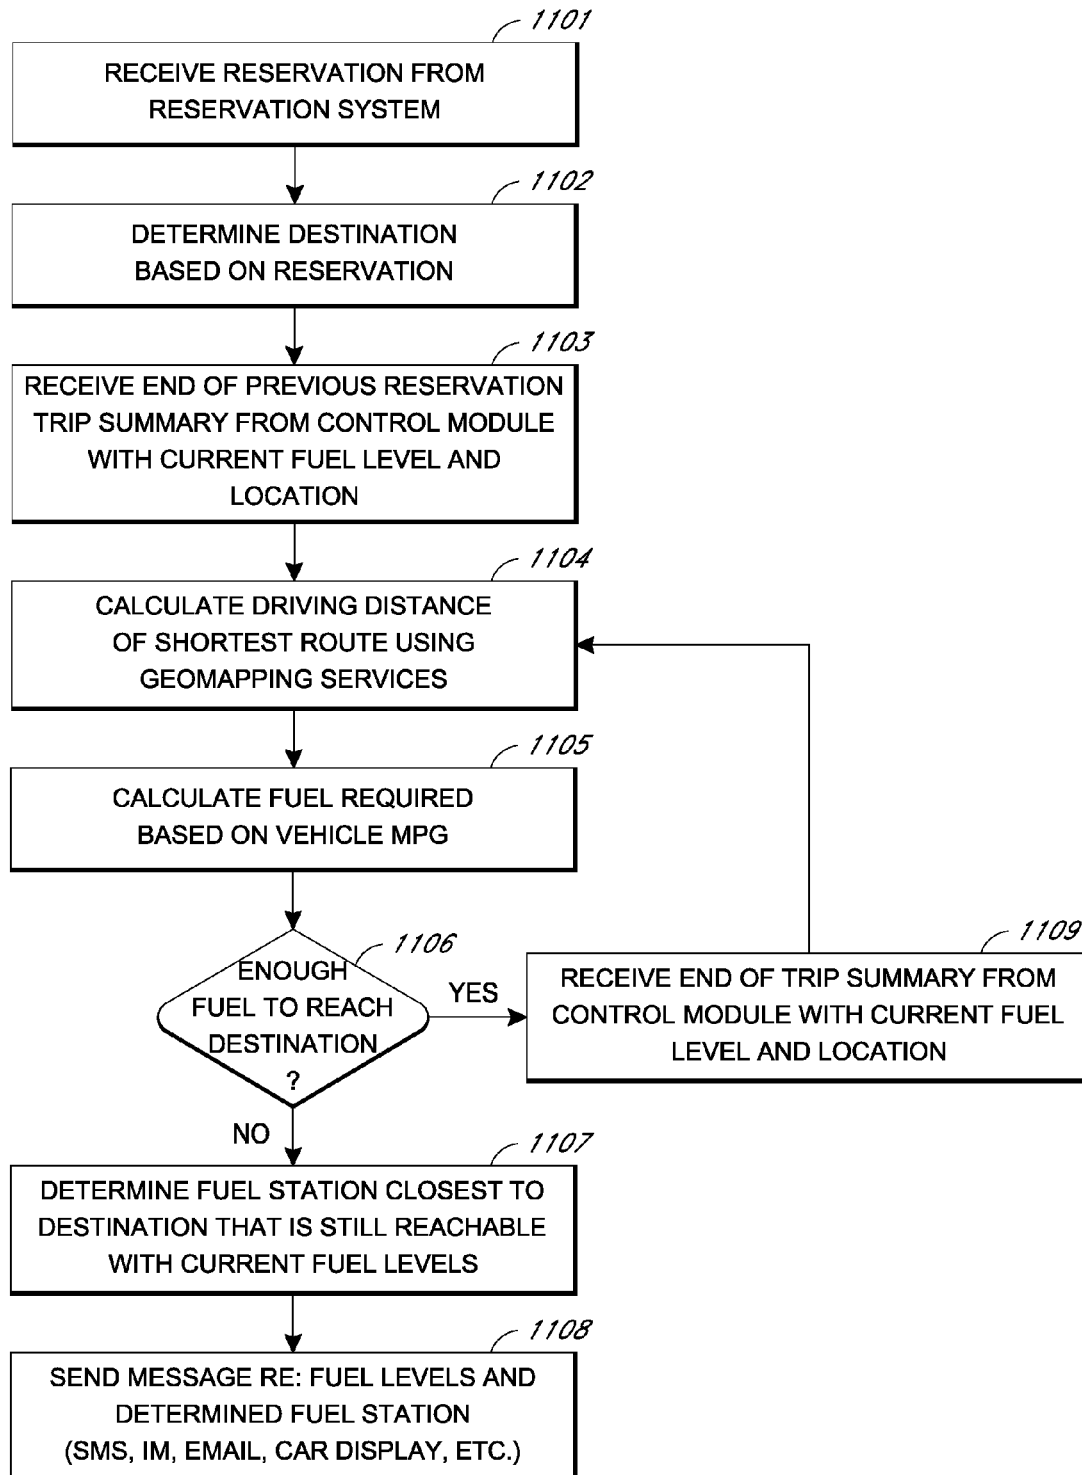 1101
RECEIVE RESERVATION FROM
RESERVATION SYSTEM
1102
DETERMINE DESTINATION
BASED ON RESERVATION
1103
RECEIVE END OF PREVIOUS RESERVATION
TRIP SUMMARY FROM CONTROL MODULE
WITH CURRENT FUEL LEVEL AND
LOCATION
1104
CALCULATE DRIVING DISTANCE
OF SHORTEST ROUTE USING
GEOMAPPING SERVICES
1105
CALCULATE FUEL REQUIRED
BASED ON VEHICLE MPG
1106
ENOUGH
FUEL TO REACH
DESTINATION
?
YES
1109
RECEIVE END OF TRIP SUMMARY FROM
CONTROL MODULE WITH CURRENT FUEL
LEVEL AND LOCATION
NO
1107
DETERMINE FUEL STATION CLOSEST TO
DESTINATION THAT IS STILL REACHABLE
WITH CURRENT FUEL LEVELS
1108
SEND MESSAGE RE: FUEL LEVELS AND
DETERMINED FUEL STATION
(SMS, IM, EMAIL, CAR DISPLAY, ETC.)